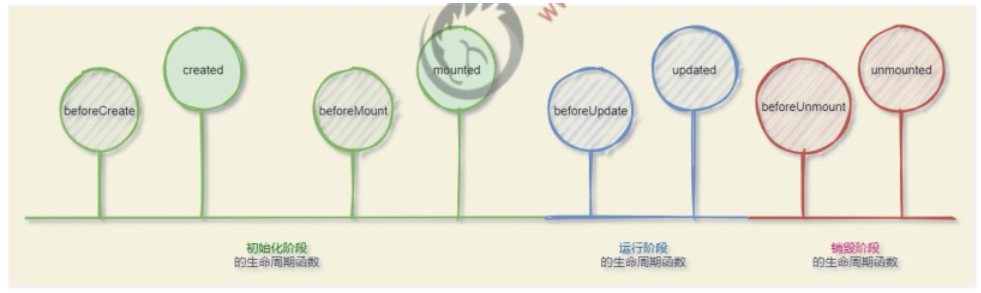 beforeCreate
created
beforeMount
mounted
beforeUpdate
updated
beforeUnmount
unmounted
初始化阶段
的生命周期函数
运行阶段
的生命周期函数
销毁阶段
的生命周期函数